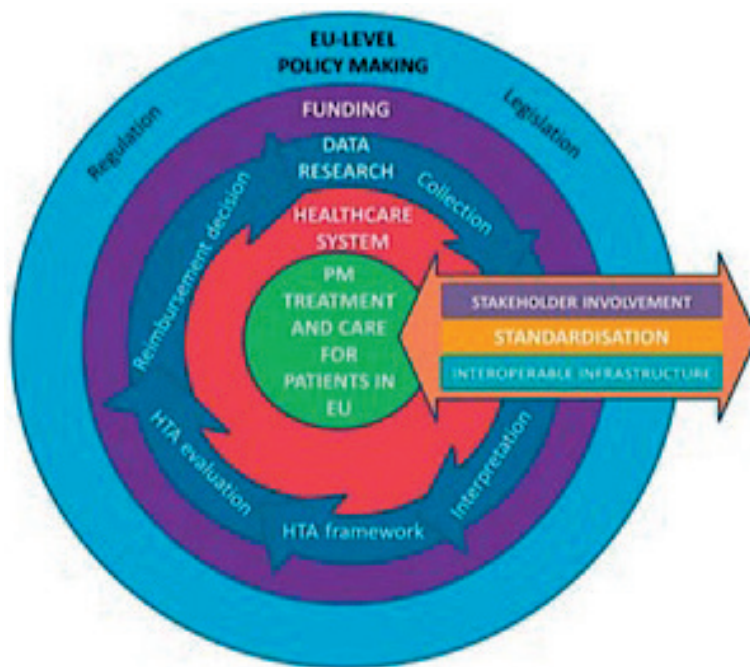 EU-LEVEL
POLICY MAKING
Regulation
Legislation
FUNDING
DATA
RESEARCH
Collection
Reimbursement decision
HEALTHCARE
SYSTEM
PM
TREATMENT
AND CARE
FOR
PATIENTS IN
EU
STAKEHOLDER INVOLVEMENT
STANDARDISATION
INTEROPERABLE INFRASTRUCTURE
HTA evaluation
Interpretation
HTA framework